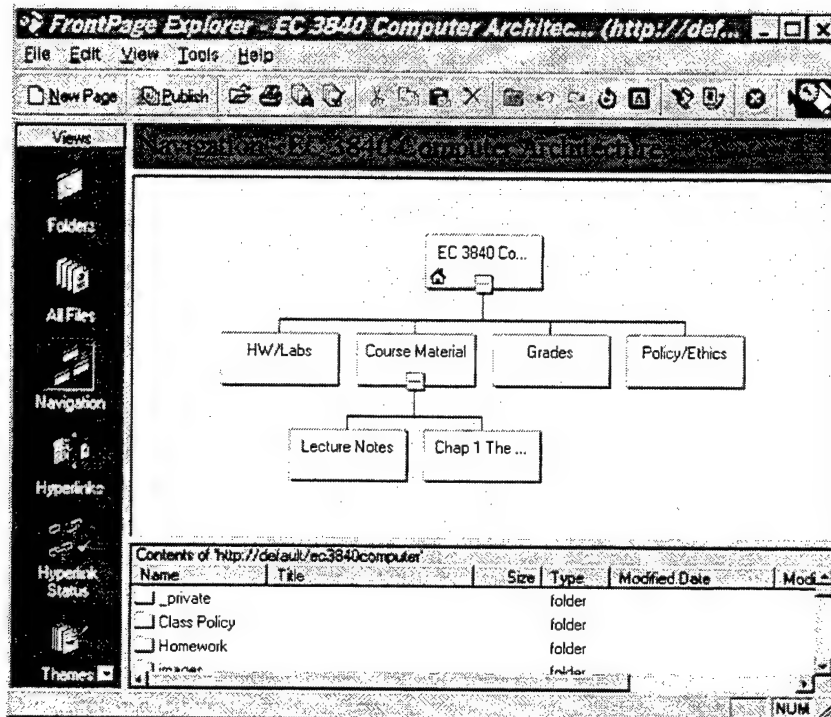 FrontPage Explorer - EC 3840 Computer Architec... (http://def...
File Edit View Tools Help
New Page Publish
Views
Navigation - EC 3840 Computer Architecture
Folders
All Files
Navigation
Hyperlinks
Hyperlink
Status
Themes
EC 3840 Co...
HW/Labs Course Material Grades Policy/Ethics
Lecture Notes Chap 1 The ...
Contents of 'http://default/ec3840computer'
Name Title Size Type Modified Date Modi
_private folder
Class Policy folder
Homework folder
images folder
NUM